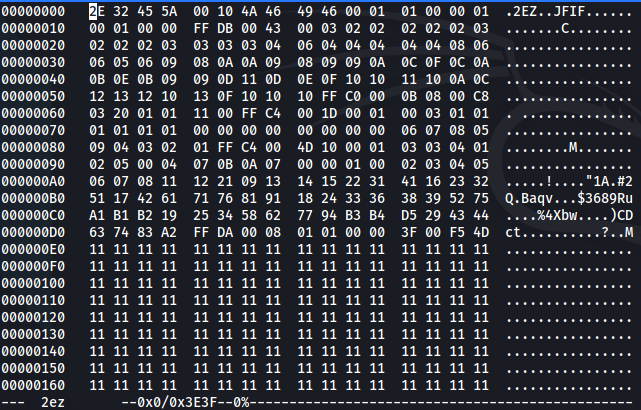 00000000 2E 32 45 5A 00 10 4A 46 49 46 00 01 01 00 00 01 .2EZ..JFIF......
00000010 00 01 00 00 FF DB 00 43 00 03 02 02 02 02 02 03 .......C........
00000020 02 02 02 03 03 03 03 04 06 04 04 04 04 04 08 06 ................
00000030 06 05 06 09 08 0A 0A 09 08 09 09 0A 0C 0F 0C 0A ................
00000040 0B 0E 0B 09 09 0D 11 0D 0E 0F 10 10 11 10 0A 0C ................
00000050 12 13 12 10 13 0F 10 10 10 FF C0 00 0B 08 00 C8 ................
00000060 03 20 01 01 11 00 FF C4 00 1D 00 01 00 03 01 01 ................
00000070 01 01 01 01 00 00 00 00 00 00 00 00 06 07 08 05 ................
00000080 09 04 03 02 01 FF C4 00 4D 10 00 01 03 03 04 01 ........M.......
00000090 02 05 00 04 07 0B 0A 07 00 00 01 00 02 03 04 05 ................
000000A0 06 07 08 11 12 21 09 13 14 15 22 31 41 16 23 32 .....!...."1A.#2
000000B0 51 17 42 61 71 76 81 91 18 24 33 36 38 39 52 75 Q.Baqv...$3689Ru
000000C0 A1 B1 B2 19 25 34 58 62 77 94 B3 B4 D5 29 43 44 ....%4Xbw....)CD
000000D0 63 74 83 A2 FF DA 00 08 01 01 00 00 3F 00 F5 4D ct..........?..M
000000E0 11 11 11 11 11 11 11 11 11 11 11 11 11 11 11 11 ................
000000F0 11 11 11 11 11 11 11 11 11 11 11 11 11 11 11 11 ................
00000100 11 11 11 11 11 11 11 11 11 11 11 11 11 11 11 11 ................
00000110 11 11 11 11 11 11 11 11 11 11 11 11 11 11 11 11 ................
00000120 11 11 11 11 11 11 11 11 11 11 11 11 11 11 11 11 ................
00000130 11 11 11 11 11 11 11 11 11 11 11 11 11 11 11 11 ................
00000140 11 11 11 11 11 11 11 11 11 11 11 11 11 11 11 11 ................
00000150 11 11 11 11 11 11 11 11 11 11 11 11 11 11 11 11 ................
00000160 11 11 11 11 11 11 11 11 11 11 11 11 11 11 11 11 ................
--- 2ez --0x0/0x3E3F--0%------------------------------------------------